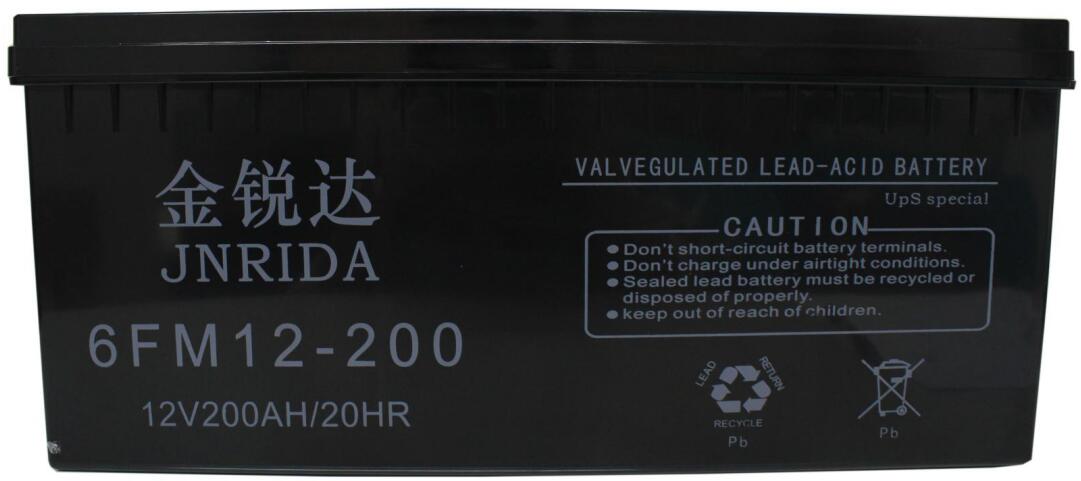 金锐达
JNRIDA
6FM12-200
12V200AH/20HR
VALVEGULATED LEAD-ACID BATTERY
UpS special
CAUTION
●Don't short-circuit battery terminals.
●Don't charge under airtight conditions.
●Sealed lead battery must be recycled or
disposed of properly.
●keep out of reach of children.
LEAD RETURN
RECYCLE
Pb
Pb